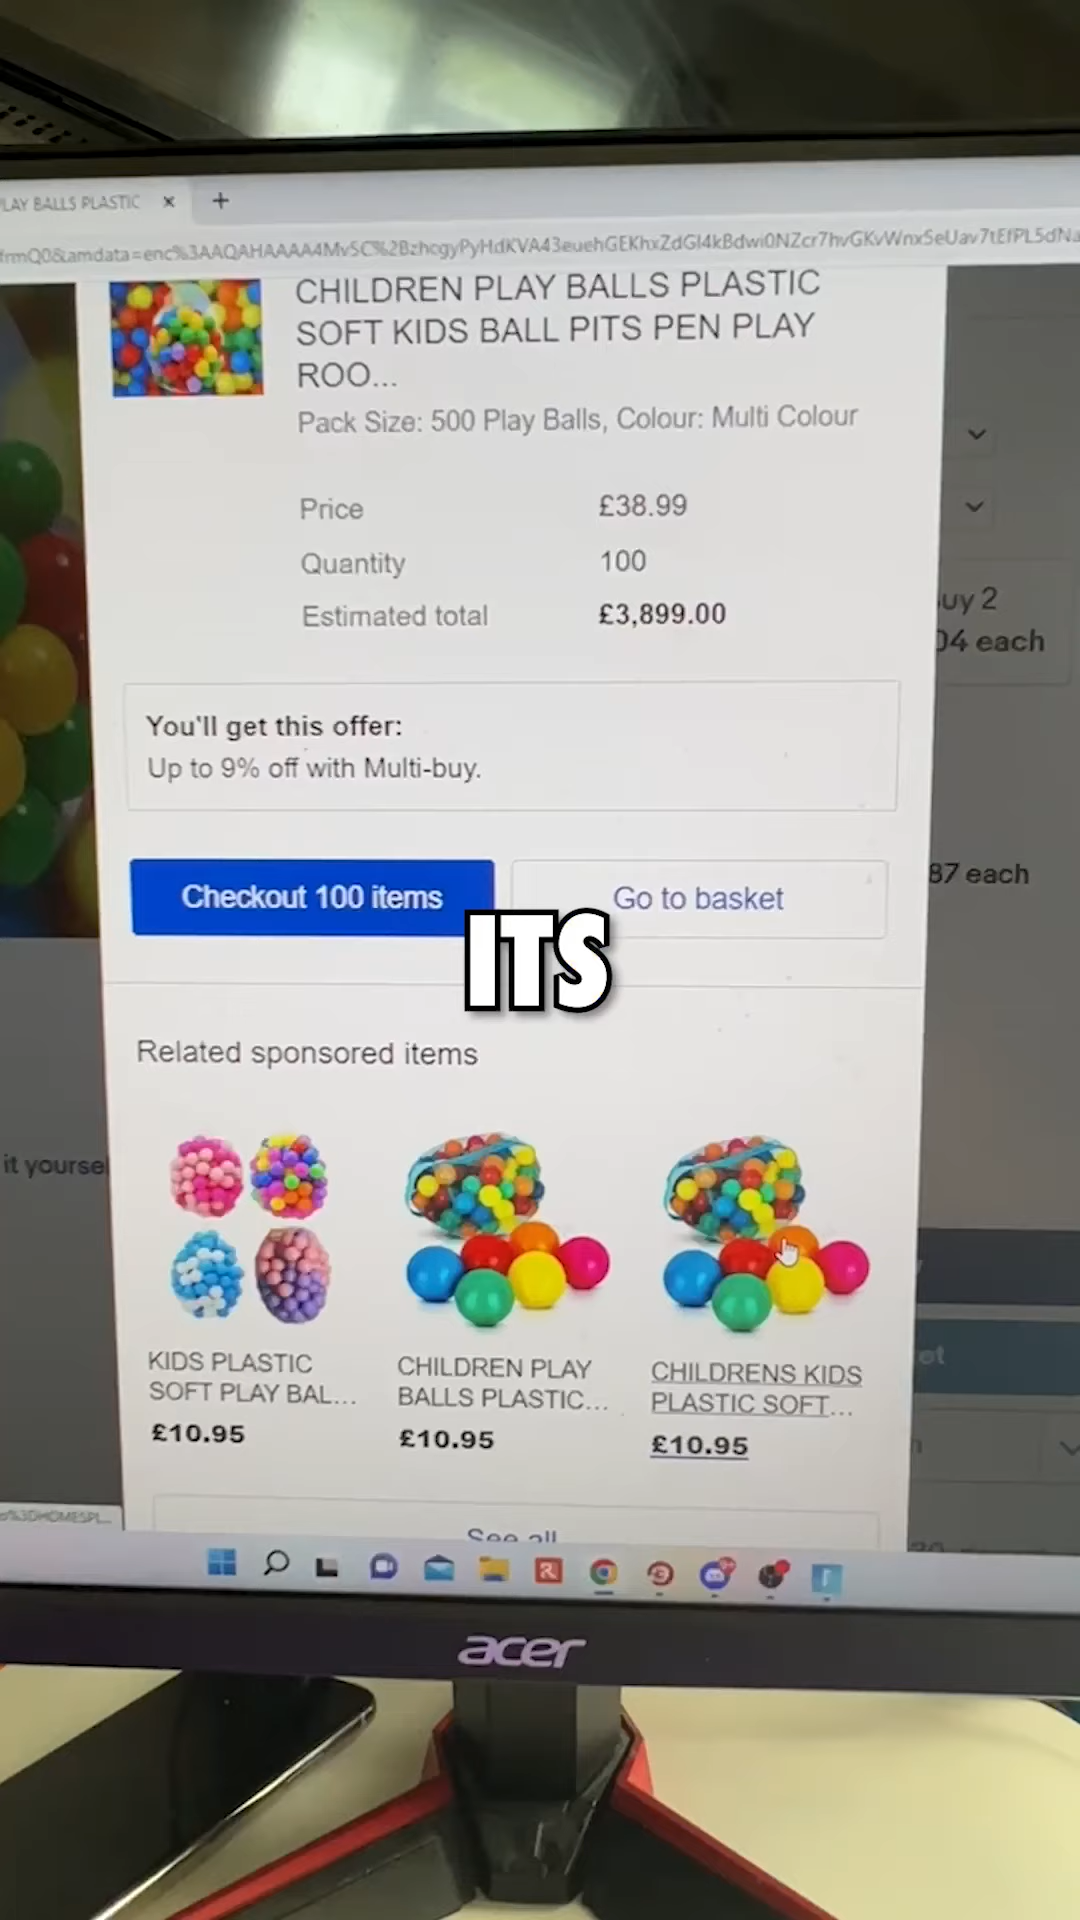 LAY BALLS PLASTIC × +
CHILDREN PLAY BALLS PLASTIC
SOFT KIDS BALL PITS PEN PLAY
ROO...
Pack Size: 500 Play Balls, Colour: Multi Colour
Price £38.99
Quantity 100
Estimated total £3,899.00
uy 2
04 each
You'll get this offer:
Up to 9% off with Multi-buy.
87 each
Checkout 100 items
Go to basket
ITS
Related sponsored items
it yoursel
KIDS PLASTIC
SOFT PLAY BAL...
£10.95
CHILDREN PLAY
BALLS PLASTIC...
£10.95
CHILDRENS KIDS
PLASTIC SOFT...
£10.95
et
See all
acer